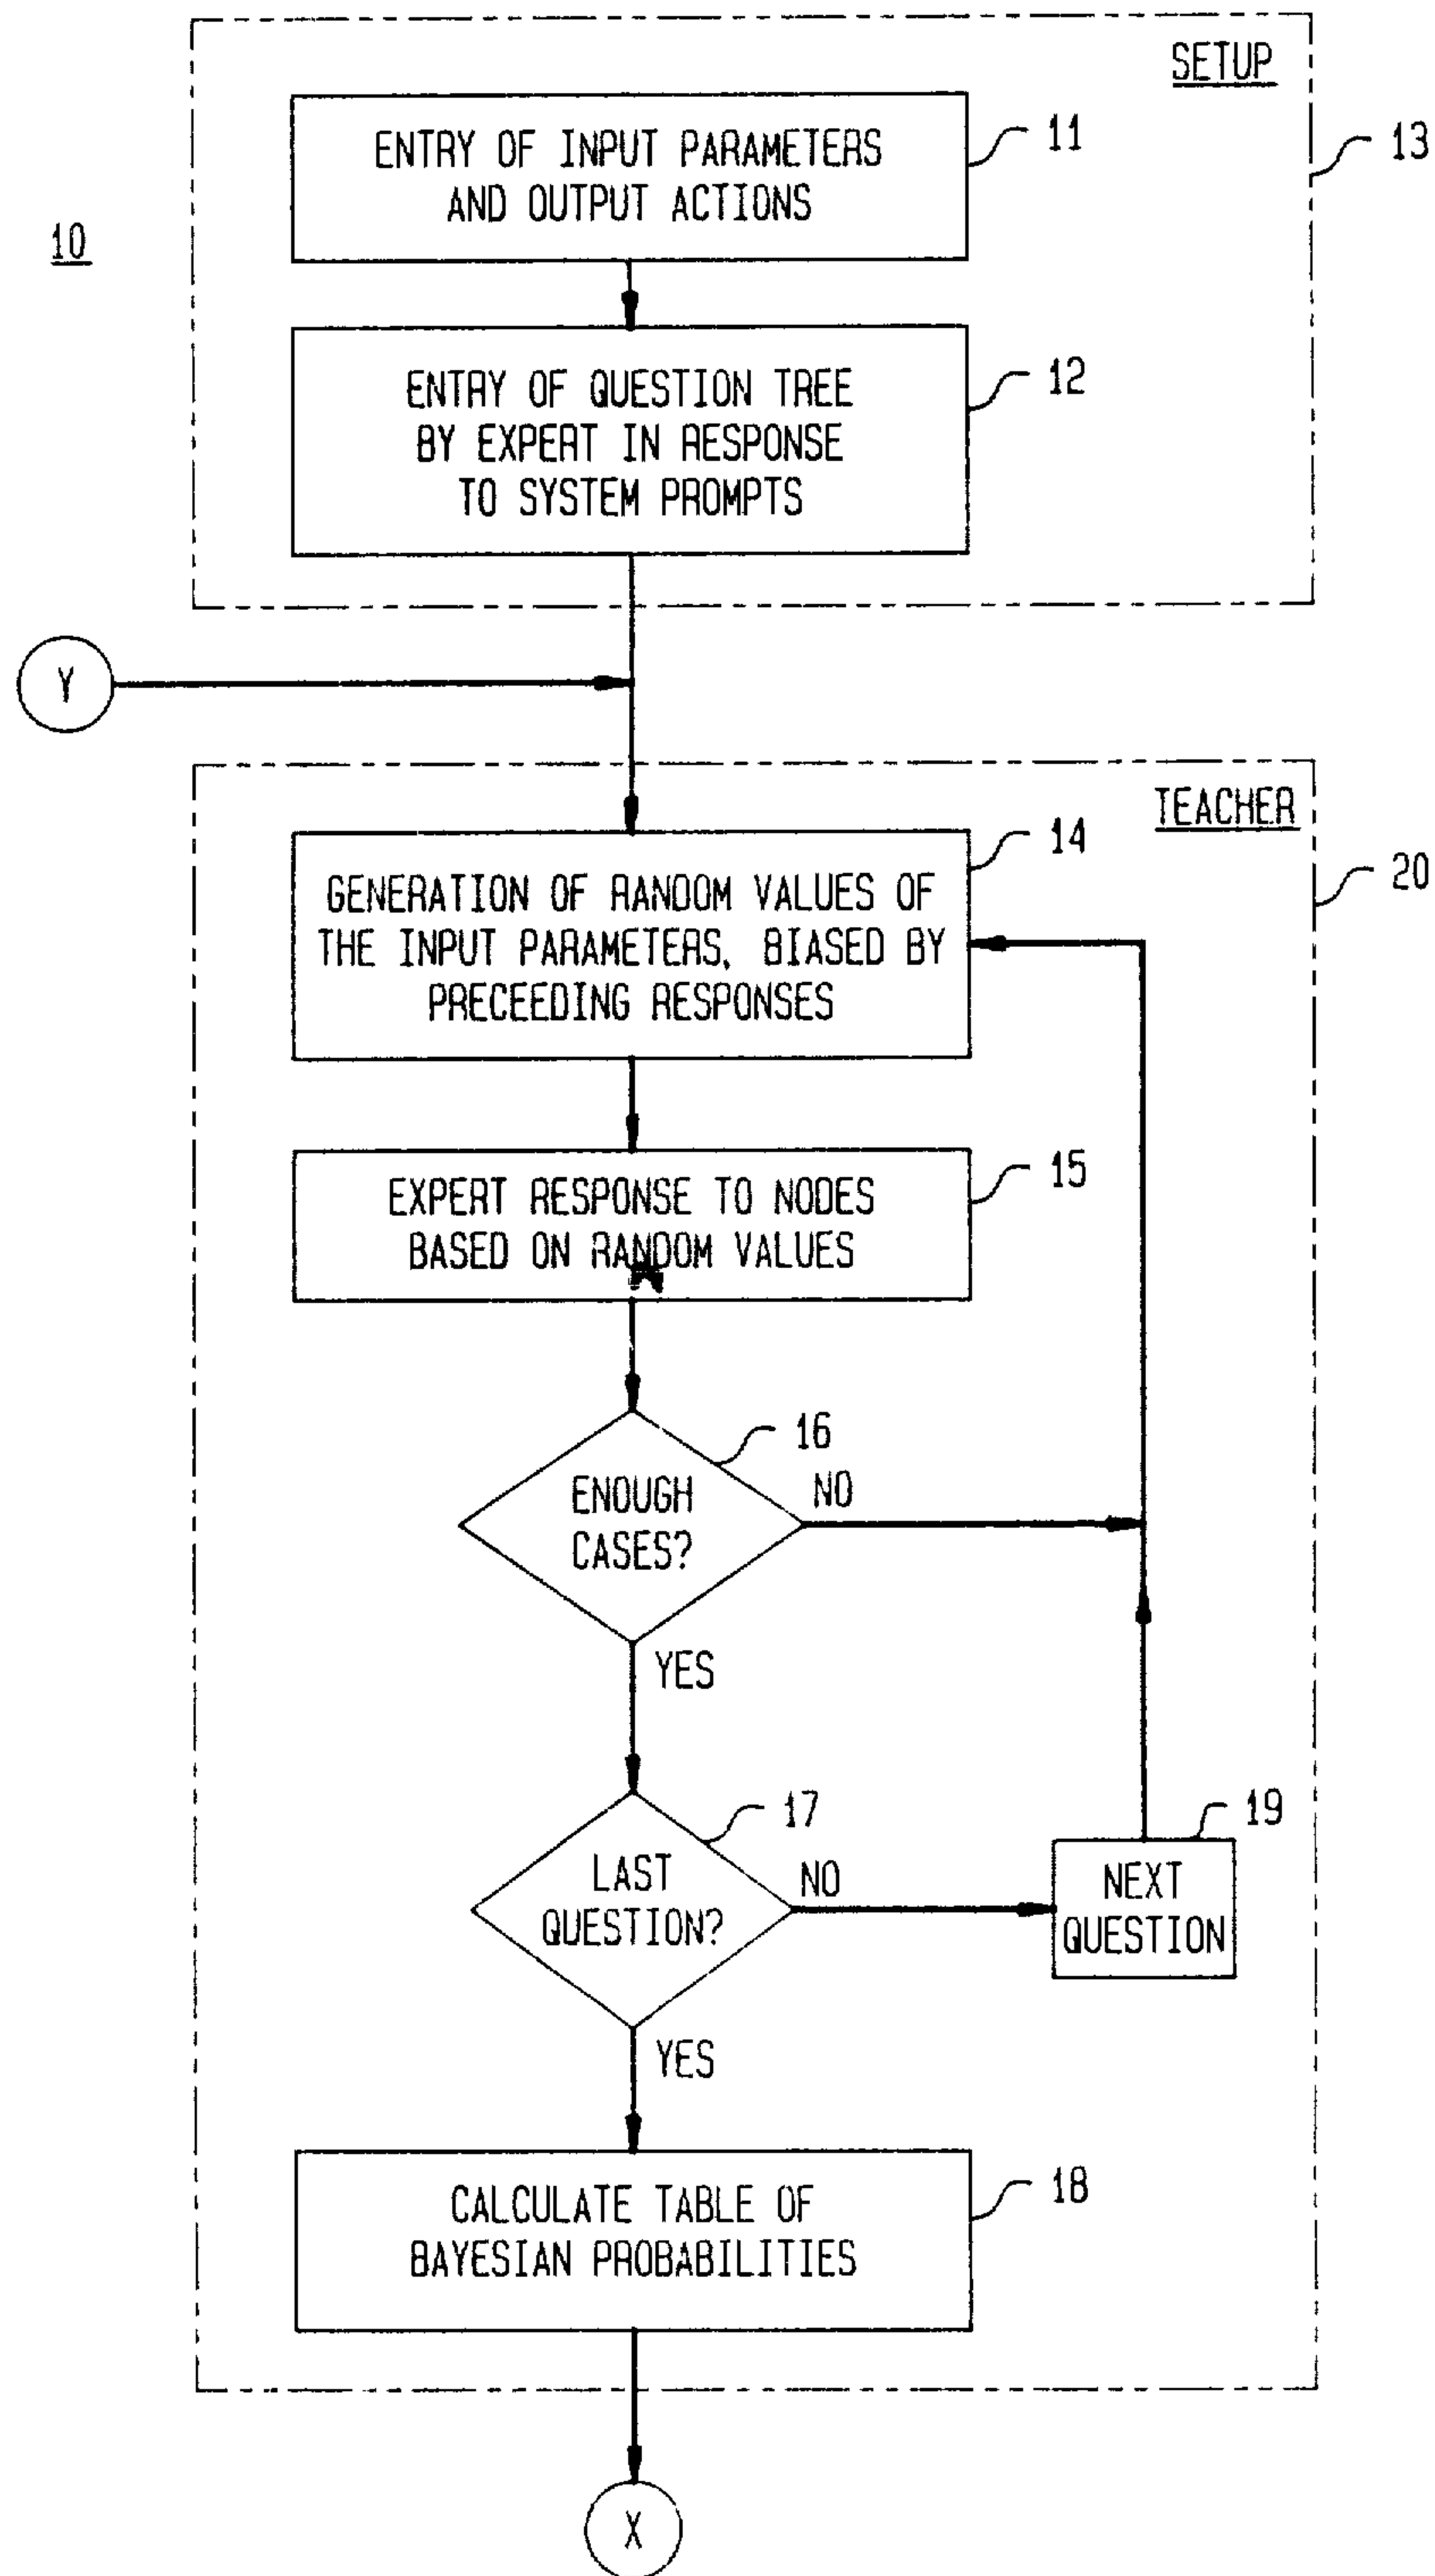 SETUP
11
ENTRY OF INPUT PARAMETERS
AND OUTPUT ACTIONS
13
10
12
ENTRY OF QUESTION TREE
BY EXPERT IN RESPONSE
TO SYSTEM PROMPTS
Y
TEACHER
14
20
GENERATION OF RANDOM VALUES OF
THE INPUT PARAMETERS, BIASED BY
PRECEEDING RESPONSES
15
EXPERT RESPONSE TO NODES
BASED ON RANDOM VALUES
16
ENOUGH
CASES?
NO
YES
17
LAST
QUESTION?
NO
19
NEXT
QUESTION
YES
18
CALCULATE TABLE OF
BAYESIAN PROBABILITIES
X